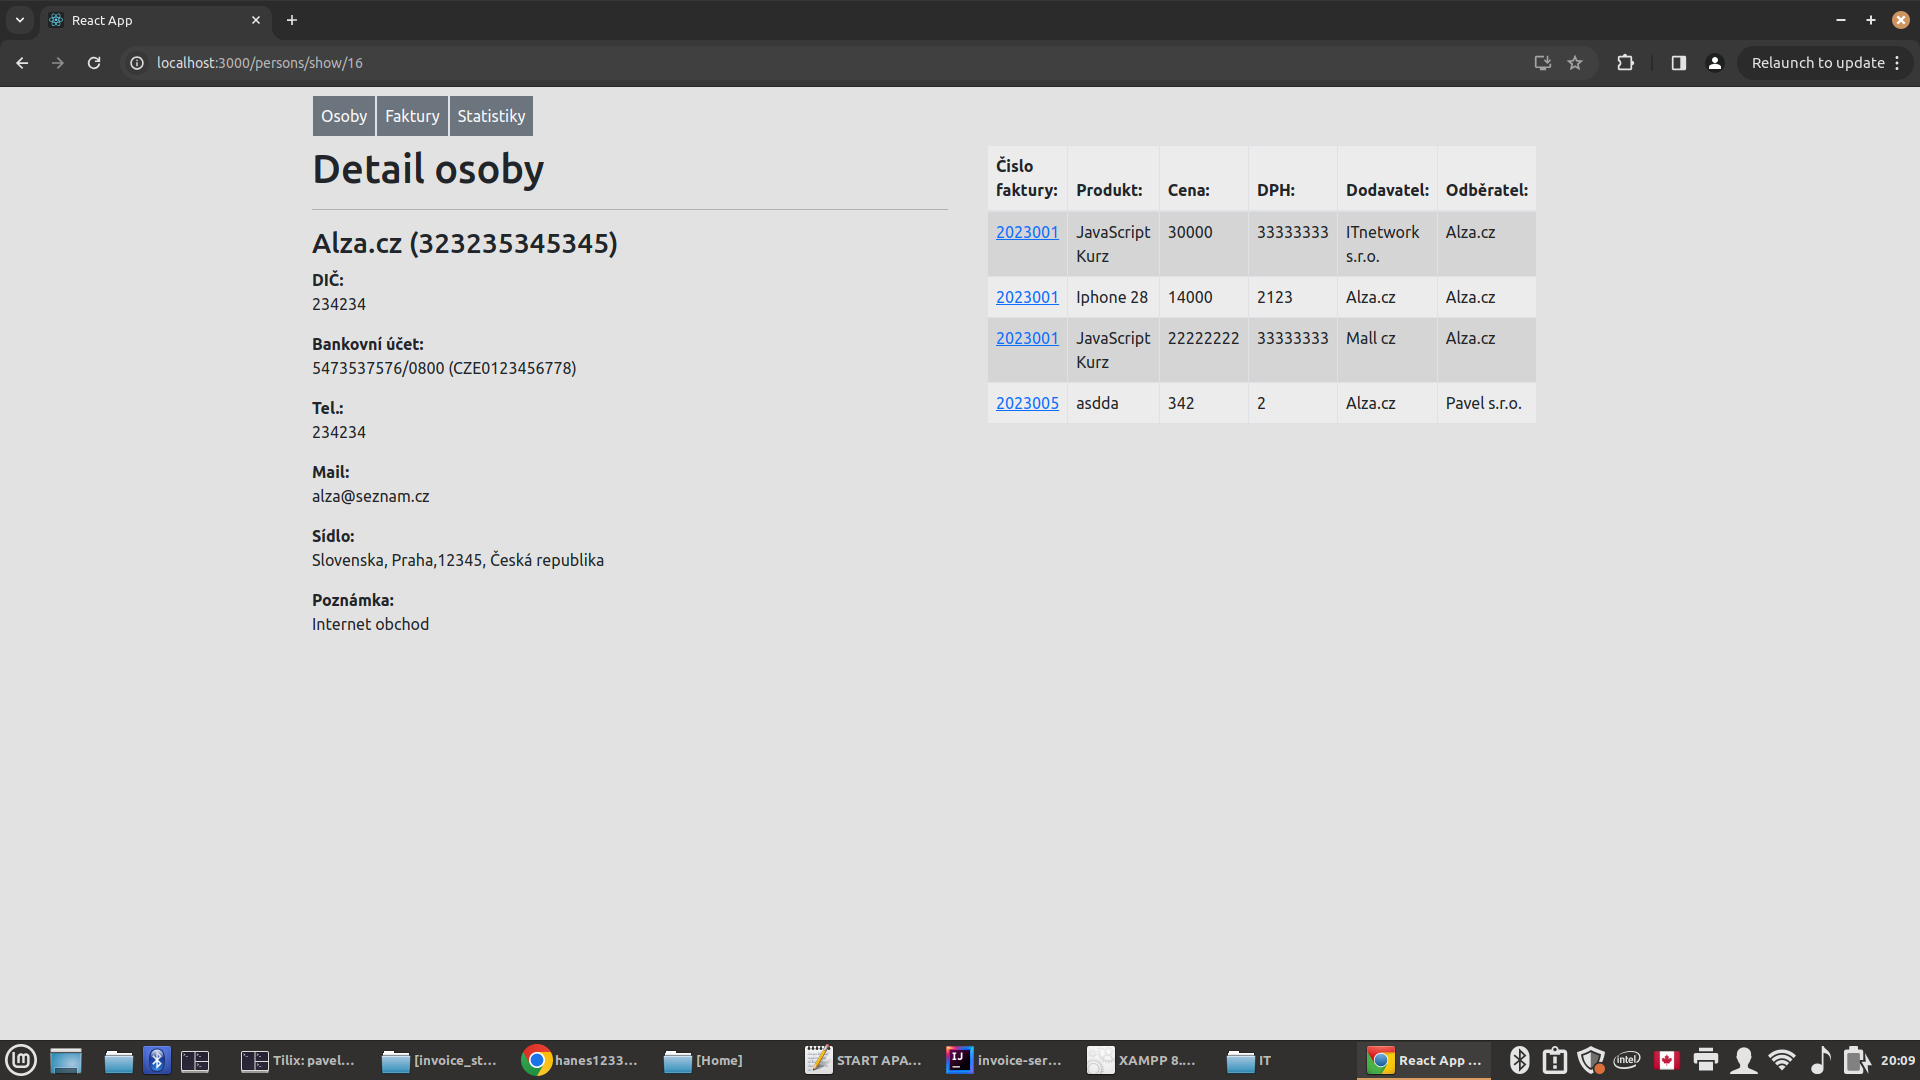 React App
localhost:3000/persons/show/16
Relaunch to update
Osoby
Faktury
Statistiky
Detail osoby
Alza.cz (323235345345)
DIČ:
234234
Bankovní účet:
5473537576/0800 (CZE0123456778)
Tel.:
234234
Mail:
alza@seznam.cz
Sídlo:
Slovenska, Praha,12345, Česká republika
Poznámka:
Internet obchod
Čislo
faktury: Produkt: Cena: DPH: Dodavatel: Odběratel:
2023001 JavaScript 30000 33333333 ITnetwork Alza.cz
Kurz s.r.o.
2023001 Iphone 28 14000 2123 Alza.cz Alza.cz
2023001 JavaScript 22222222 33333333 Mall cz Alza.cz
Kurz
2023005 asdda 342 2 Alza.cz Pavel s.r.o.
Tilix: pavel...
[invoice_st...
hanes1233...
[Home]
START APA...
invoice-ser...
XAMPP 8....
IT
React App ...
intel
20:09